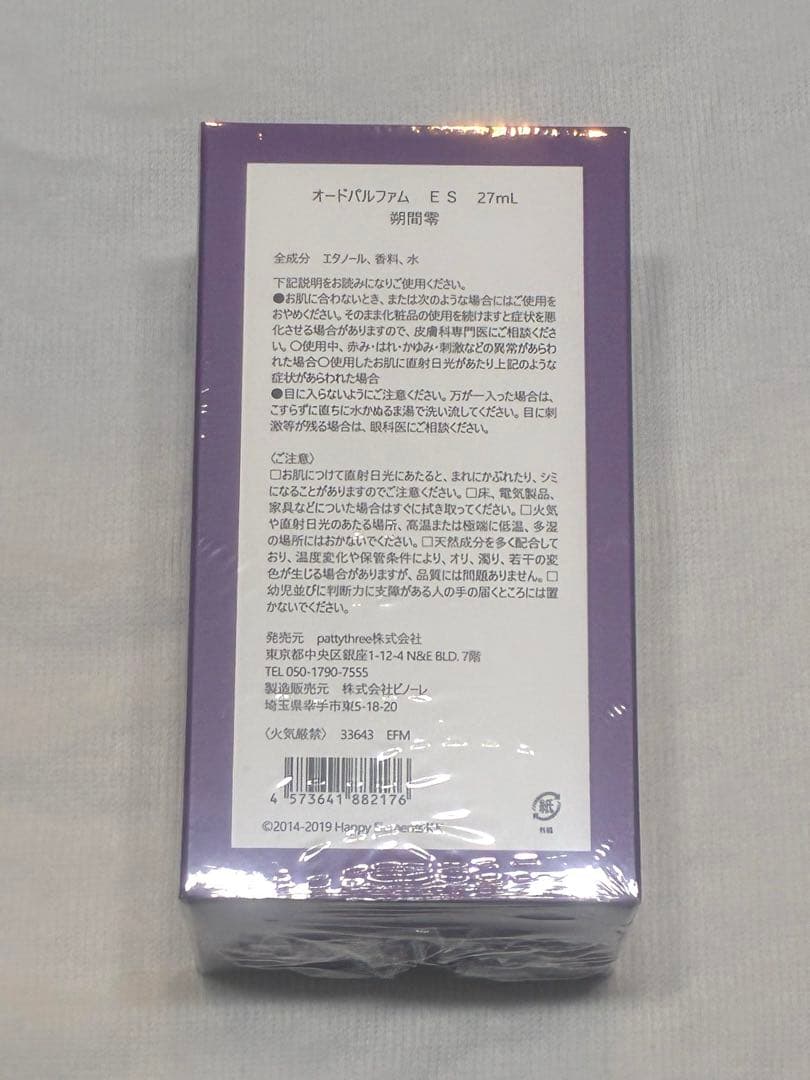 オードパルファム　ＥＳ　27mL
朔間零
全成分　エタノール、香料、水
下記説明をお読みになりご使用ください。
●お肌に合わないとき、または次のような場合にはご使用を
おやめください。そのまま化粧品の使用を続けますと症状を悪
化させる場合がありますので、皮膚科専門医にご相談くださ
い。○使用中、赤み・はれ・かゆみ・刺激などの異常があらわ
れた場合○使用したお肌に直射日光があたり上記のような
症状があらわれた場合
●目に入らないようにご注意ください。万が一入った場合は、
こすらずに直ちに水かぬるま湯で洗い流してください。目に刺
激等が残る場合は、眼科医にご相談ください。
〈ご注意〉
□お肌につけて直射日光にあたると、まれにかぶれたり、シミ
になることがありますのでご注意ください。□床、電気製品、
家具などについた場合はすぐに拭き取ってください。□火気
や直射日光のあたる場所、高温または極端に低温、多湿
の場所にはおかないでください。□天然成分を多く配合して
おり、温度変化や保管条件により、オリ、濁り、若干の変
色が生じる場合がありますが、品質には問題ありません。□
幼児並びに判断力に支障がある人の手の届くところには置
かないでください。
発売元　pattythree株式会社
東京都中央区銀座1-12-4 N&E BLD. 7階
TEL 050-1790-7555
製造販売元　株式会社ピノーレ
埼玉県幸手市東5-18-20
〈火気厳禁〉　33643　EFM
4 573641 882176
紙
外箱
©2014-2019 Happy Elements K.K